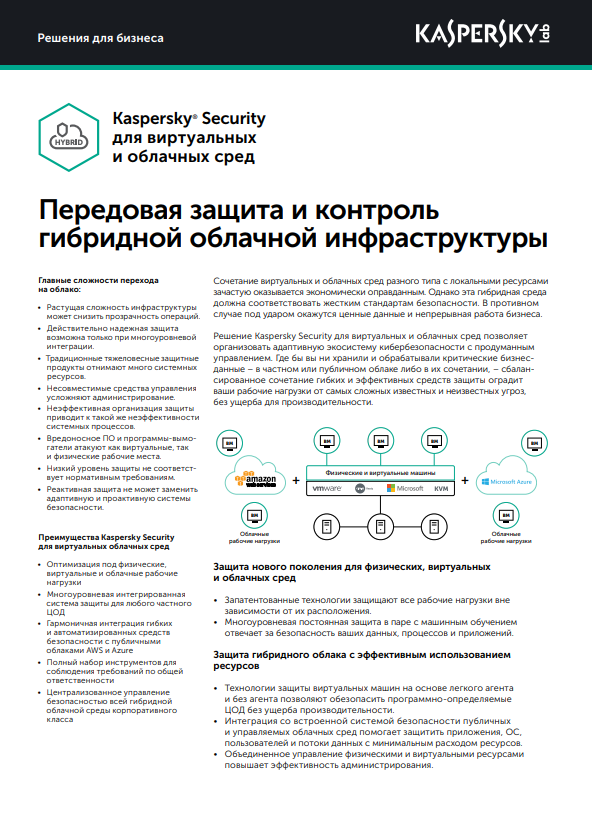 Решения для бизнеса
KASPERSKY lab
HYBRID
Kaspersky® Security
для виртуальных
и облачных сред
Передовая защита и контроль
гибридной облачной инфраструктуры
Главные сложности перехода
на облако:
• Растущая сложность инфраструктуры
может снизить прозрачность операций.
• Действительно надежная защита
возможна только при многоуровневой
интеграции.
• Традиционные тяжеловесные защитные
продукты отнимают много системных
ресурсов.
• Несовместимые средства управления
усложняют администрирование.
• Неэффективная организация защиты
приводит к такой же неэффективности
системных процессов.
• Вредоносное ПО и программы-вымо-
гатели атакуют как виртуальные, так
и физические рабочие места.
• Низкий уровень защиты не соответст-
вует нормативным требованиям.
• Реактивная защита не может заменить
адаптивную и проактивную системы
безопасности.
Преимущества Kaspersky Security
для виртуальных облачных сред
• Оптимизация под физические,
виртуальные и облачные рабочие
нагрузки
• Многоуровневая интегрированная
система защиты для любого частного
ЦОД
• Гармоничная интеграция гибких
и автоматизированных средств
безопасности с публичными
облаками AWS и Azure
• Полный набор инструментов для
соблюдения требований по общей
ответственности
• Централизованное управление
безопасностью всей гибридной
облачной среды корпоративного
класса
Сочетание виртуальных и облачных сред разного типа с локальными ресурсами
зачастую оказывается экономически оправданным. Однако эта гибридная среда
должна соответствовать жестким стандартам безопасности. В противном
случае под ударом окажутся ценные данные и непрерывная работа бизнеса.
Решение Kaspersky Security для виртуальных и облачных сред позволяет
организовать адаптивную экосистему кибербезопасности с продуманным
управлением. Где бы вы ни хранили и обрабатывали критические бизнес-
данные – в частном или публичном облаке либо в их сочетании, – сбалан-
сированное сочетание гибких и эффективных средств защиты оградит
ваши рабочие нагрузки от самых сложных известных и неизвестных угроз,
без ущерба для производительности.
ВМ ВМ ВМ ВМ ВМ
amazon
web services
+
Физические и виртуальные машины
vmware Microsoft KVM
+
Microsoft Azure
ВМ ВМ
Облачные
рабочие нагрузки
Облачные
рабочие нагрузки
Защита нового поколения для физических, виртуальных
и облачных сред
• Запатентованные технологии защищают все рабочие нагрузки вне
зависимости от их расположения.
• Многоуровневая постоянная защита в паре с машинным обучением
отвечает за безопасность ваших данных, процессов и приложений.
Защита гибридного облака с эффективным использованием
ресурсов
• Технологии защиты виртуальных машин на основе легкого агента
и без агента позволяют обезопасить программно-определяемые
ЦОД без ущерба производительности.
• Интеграция со встроенной системой безопасности публичных
и управляемых облачных сред помогает защитить приложения, ОС,
пользователей и потоки данных с минимальным расходом ресурсов.
• Объединенное управление физическими и виртуальными ресурсами
повышает эффективность администрирования.